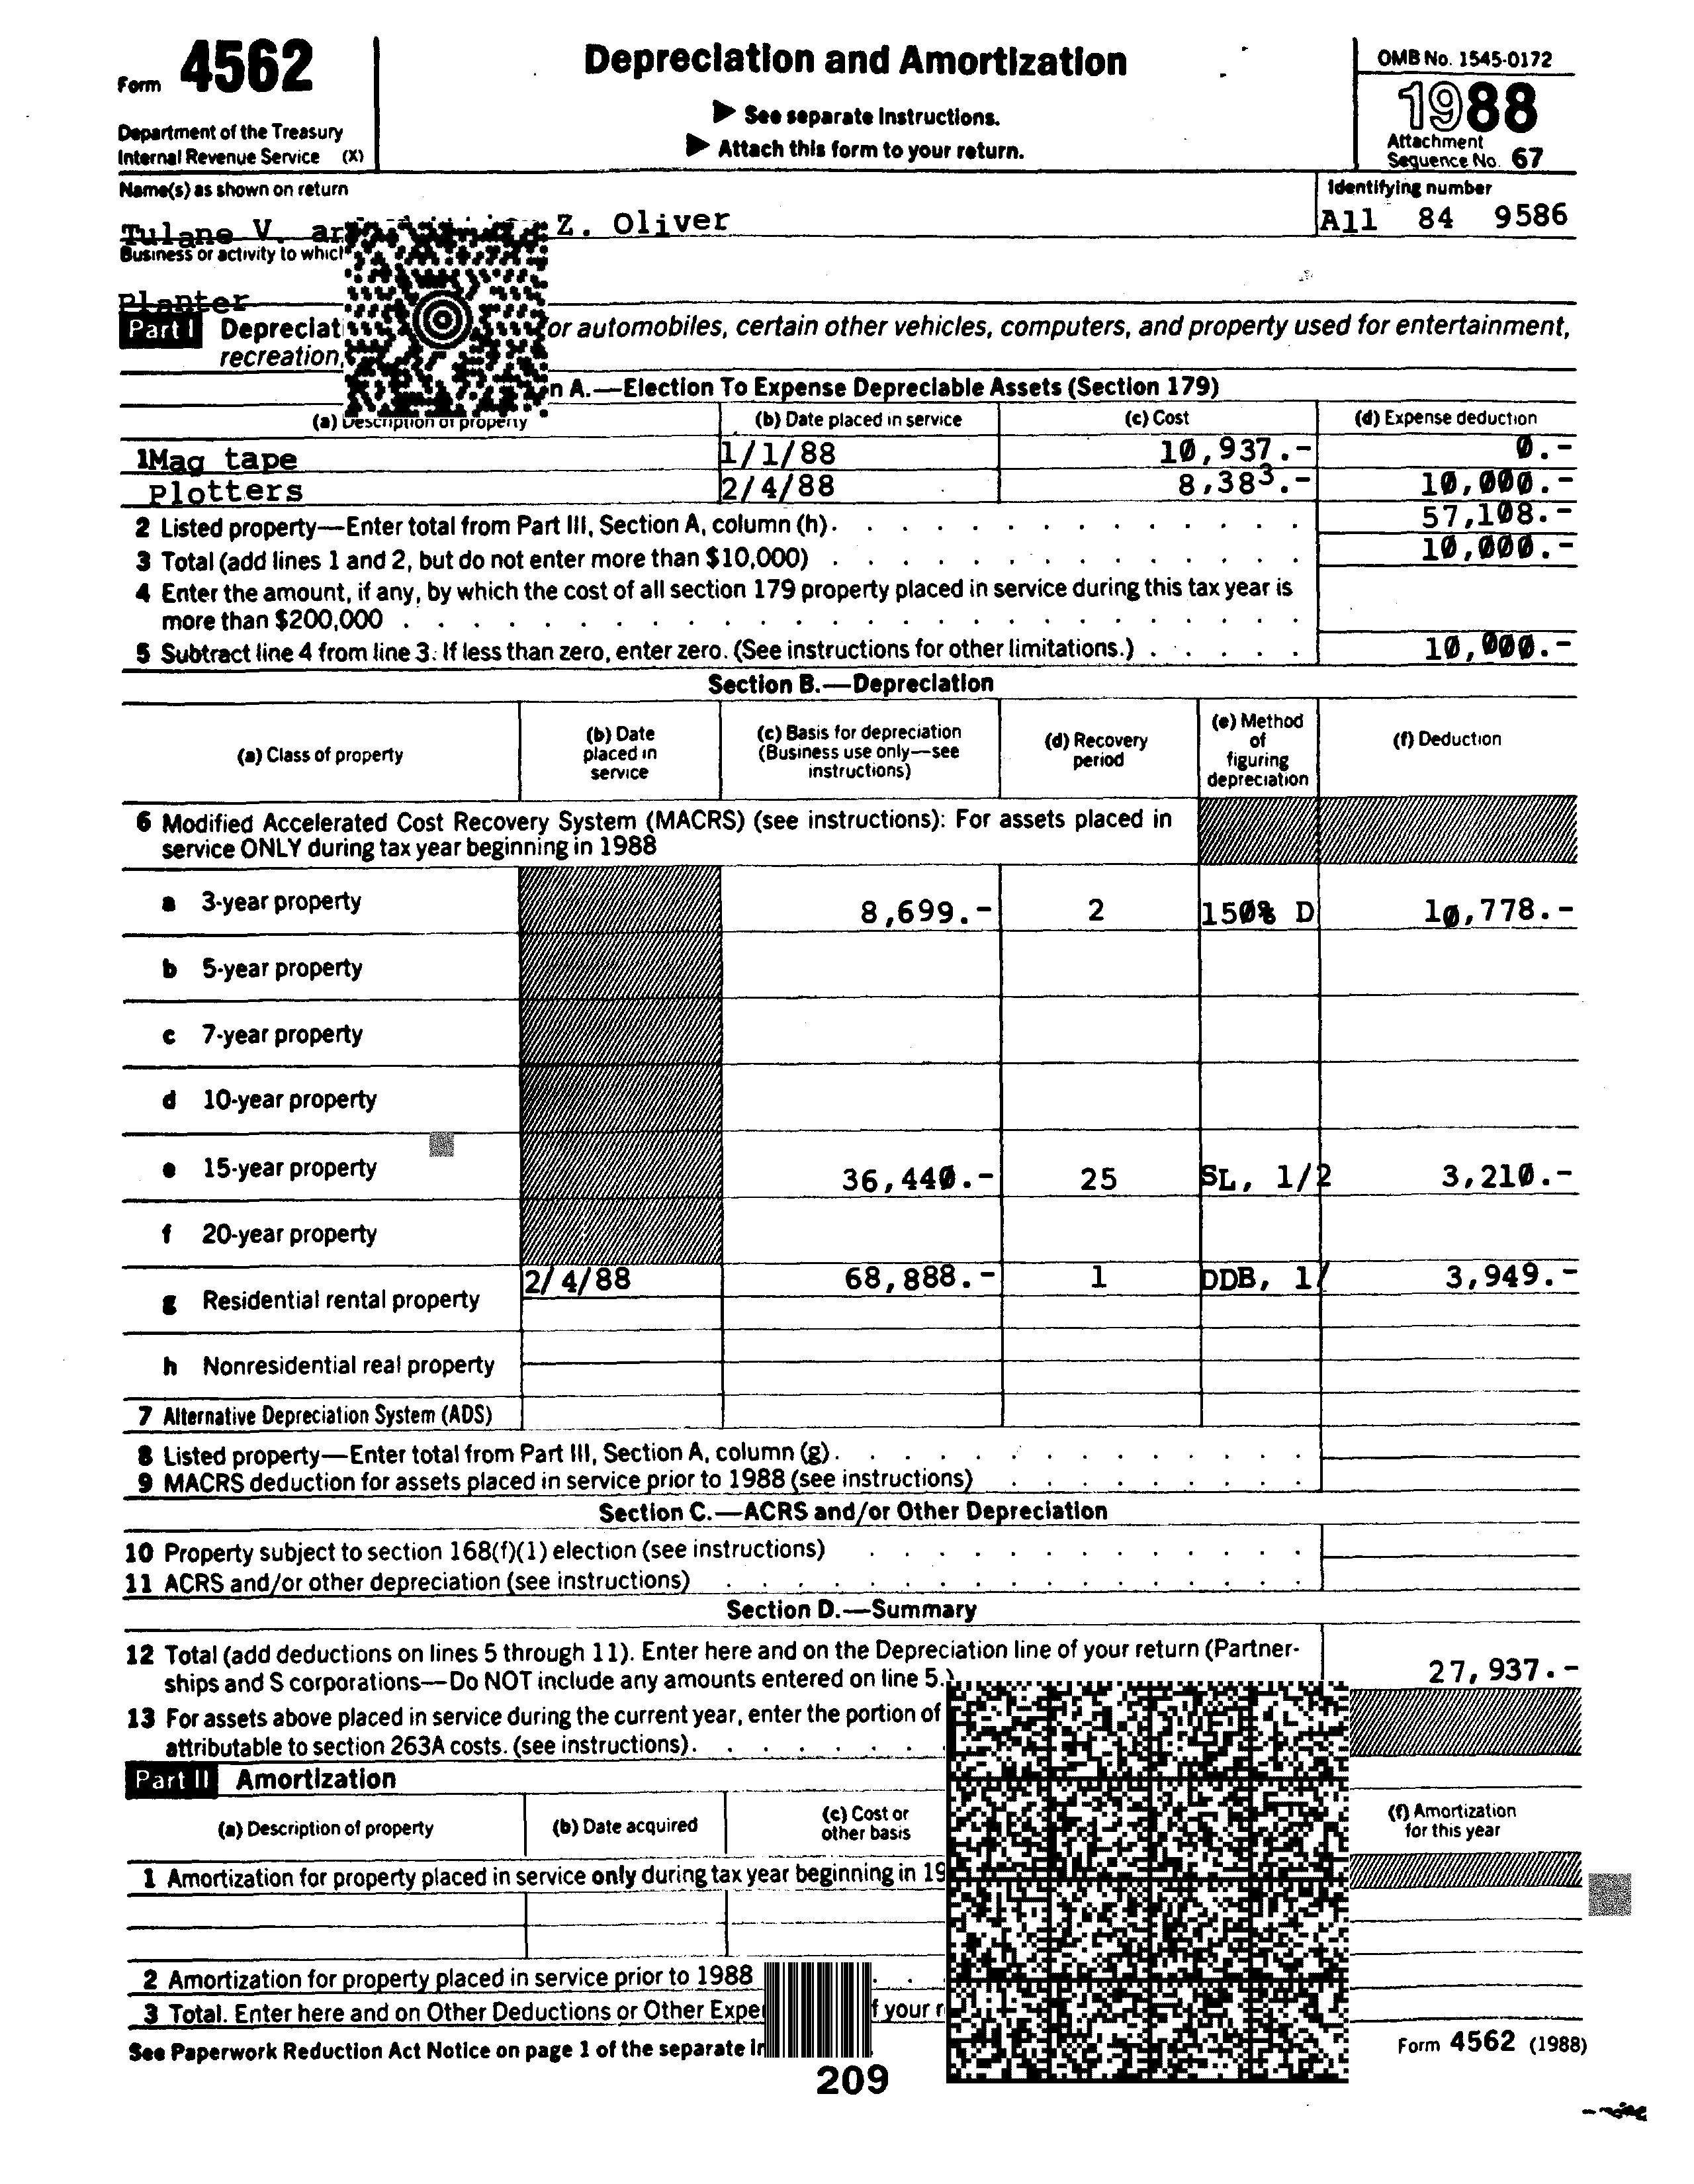 Form 4562
Depreciation and Amortization
See separate instructions.
Attach this form to your return.
OMB No. 1545-0172
1988
Attachment
Sequence No. 67
Department of the Treasury
Internal Revenue Service (X)
Name(s) as shown on return
Identifying number
Tulane V. Z. Oliver
All 84 9586
Business or activity to which
Planter
Part I Depreciat or automobiles, certain other vehicles, computers, and property used for entertainment,
recreation,
n A.—Election To Expense Depreciable Assets (Section 179)
(a) Description of property (b) Date placed in service (c) Cost (d) Expense deduction
1 Mag tape 1/1/88 10,937.- 0.-
Plotters 2/4/88 8,383.- 10,000.-
2 Listed property—Enter total from Part III, Section A, column (h). 57,108.-
3 Total (add lines 1 and 2, but do not enter more than $10,000) 10,000.-
4 Enter the amount, if any, by which the cost of all section 179 property placed in service during this tax year is
more than $200,000
5 Subtract line 4 from line 3. If less than zero, enter zero. (See instructions for other limitations.) 10,000.-
Section B.—Depreciation
(a) Class of property
(b) Date
placed in
service
(c) Basis for depreciation
(Business use only—see
instructions)
(d) Recovery
period
(e) Method
of
figuring
depreciation
(f) Deduction
6 Modified Accelerated Cost Recovery System (MACRS) (see instructions): For assets placed in
service ONLY during tax year beginning in 1988
a 3-year property 8,699.- 2 150% D 10,778.-
b 5-year property
c 7-year property
d 10-year property
e 15-year property 36,440.- 25 SL, 1/2 3,210.-
f 20-year property
2/4/88 68,888.- 1 DDB, 1/ 3,949.-
g Residential rental property
h Nonresidential real property
7 Alternative Depreciation System (ADS)
8 Listed property—Enter total from Part III, Section A, column (g).
9 MACRS deduction for assets placed in service prior to 1988 (see instructions)
Section C.—ACRS and/or Other Depreciation
10 Property subject to section 168(f)(1) election (see instructions)
11 ACRS and/or other depreciation (see instructions)
Section D.—Summary
12 Total (add deductions on lines 5 through 11). Enter here and on the Depreciation line of your return (Partner-
ships and S corporations—Do NOT include any amounts entered on line 5.) 27,937.-
13 For assets above placed in service during the current year, enter the portion of
attributable to section 263A costs. (see instructions).
Part II Amortization
(a) Description of property
(b) Date acquired
(c) Cost or
other basis
(f) Amortization
for this year
1 Amortization for property placed in service only during tax year beginning in 19
2 Amortization for property placed in service prior to 1988
3 Total. Enter here and on Other Deductions or Other Expe f your r
See Paperwork Reduction Act Notice on page 1 of the separate in
Form 4562 (1988)
209